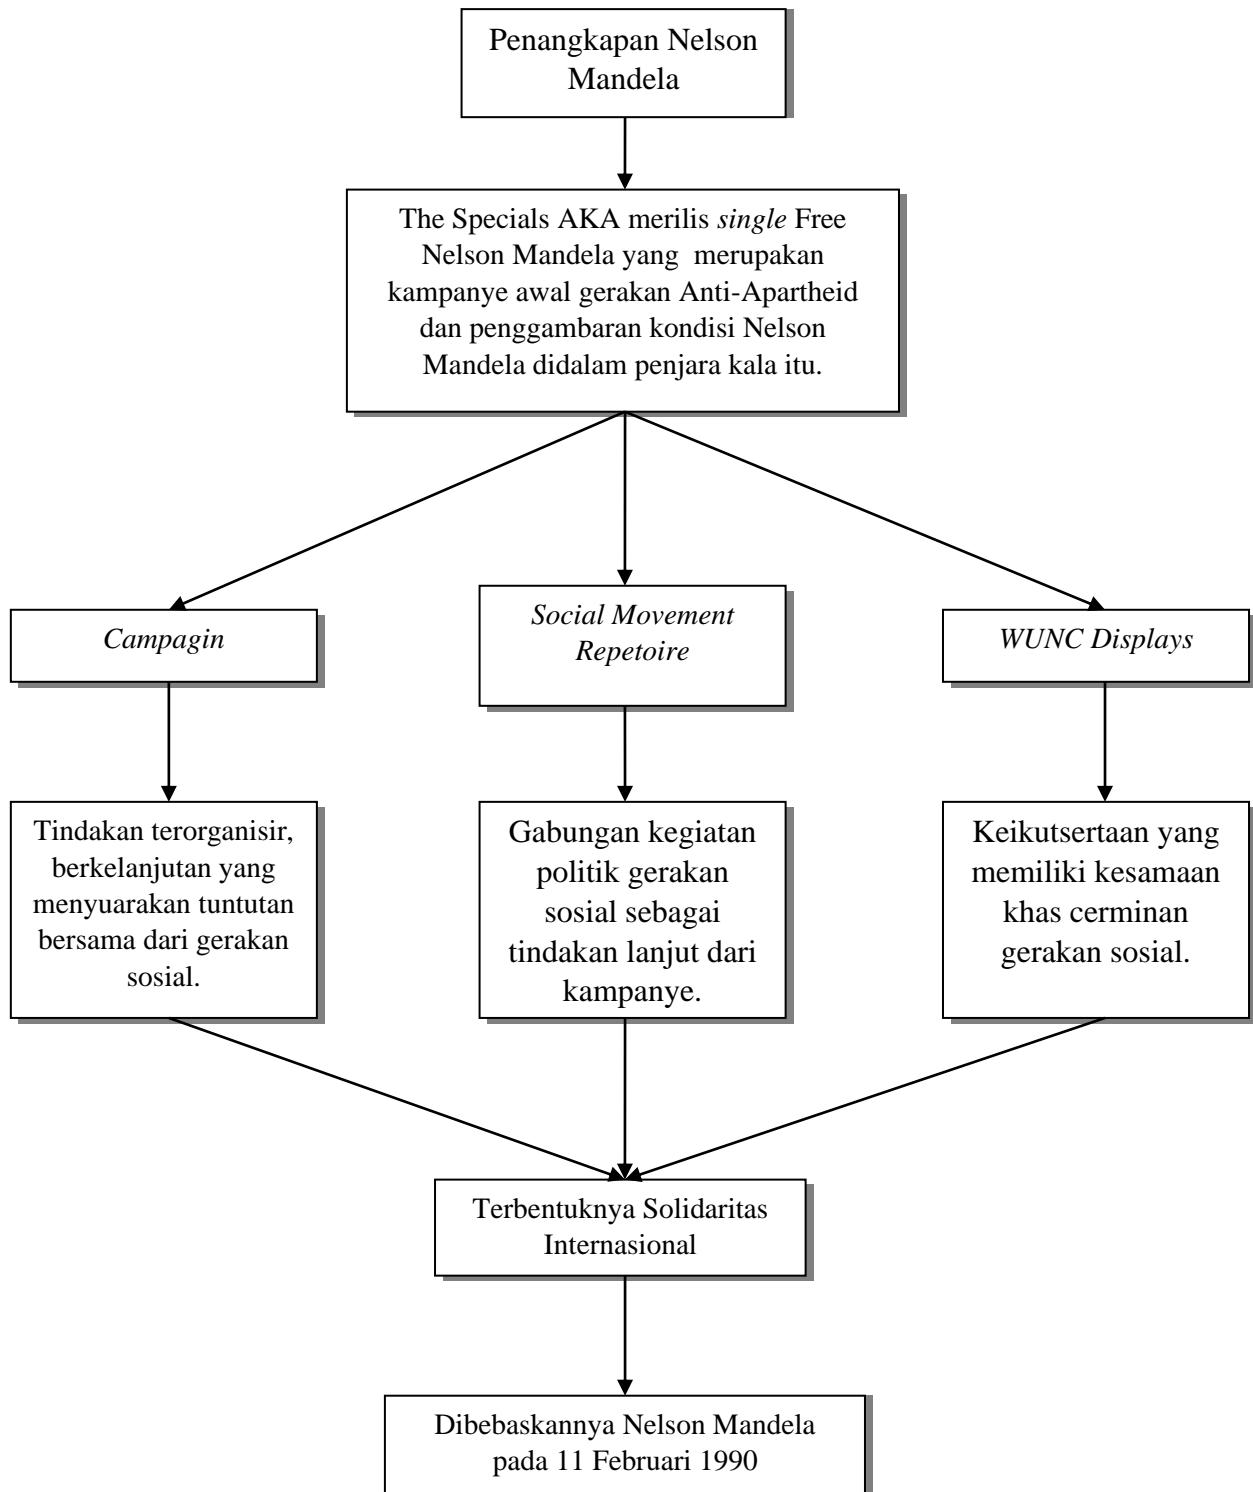 Penangkapan Nelson
Mandela
The Specials AKA merilis single Free
Nelson Mandela yang merupakan
kampanye awal gerakan Anti-Apartheid
dan penggambaran kondisi Nelson
Mandela didalam penjara kala itu.
Campagin
Social Movement
Repetoire
WUNC Displays
Tindakan terorganisir,
berkelanjutan yang
menyuarakan tuntutan
bersama dari gerakan
sosial.
Gabungan kegiatan
politik gerakan
sosial sebagai
tindakan lanjut dari
kampanye.
Keikutsertaan yang
memiliki kesamaan
khas cerminan
gerakan sosial.
Terbentuknya Solidaritas
Internasional
Dibebaskannya Nelson Mandela
pada 11 Februari 1990